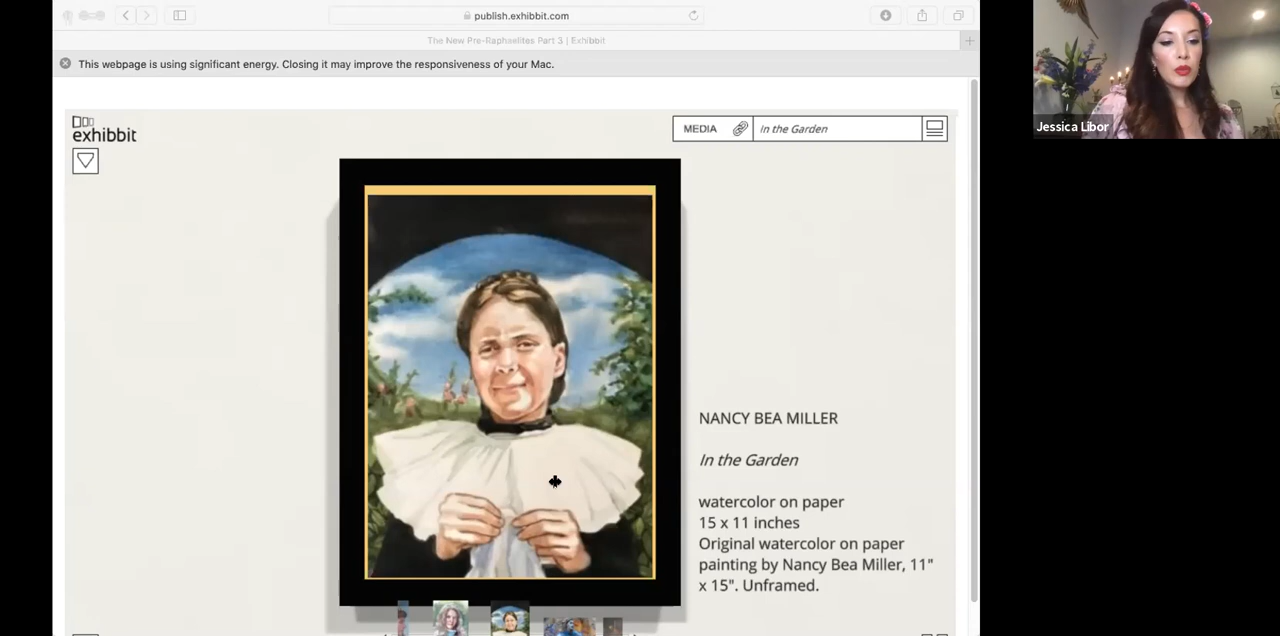 publish.exhibbit.com
The New Pre-Raphaelites Part 3 | Exhibbit
This webpage is using significant energy. Closing it may improve the responsiveness of your Mac.
exhibbit
MEDIA
In the Garden
Jessica Libor
NANCY BEA MILLER
In the Garden
watercolor on paper
15 x 11 inches
Original watercolor on paper
painting by Nancy Bea Miller, 11"
x 15". Unframed.